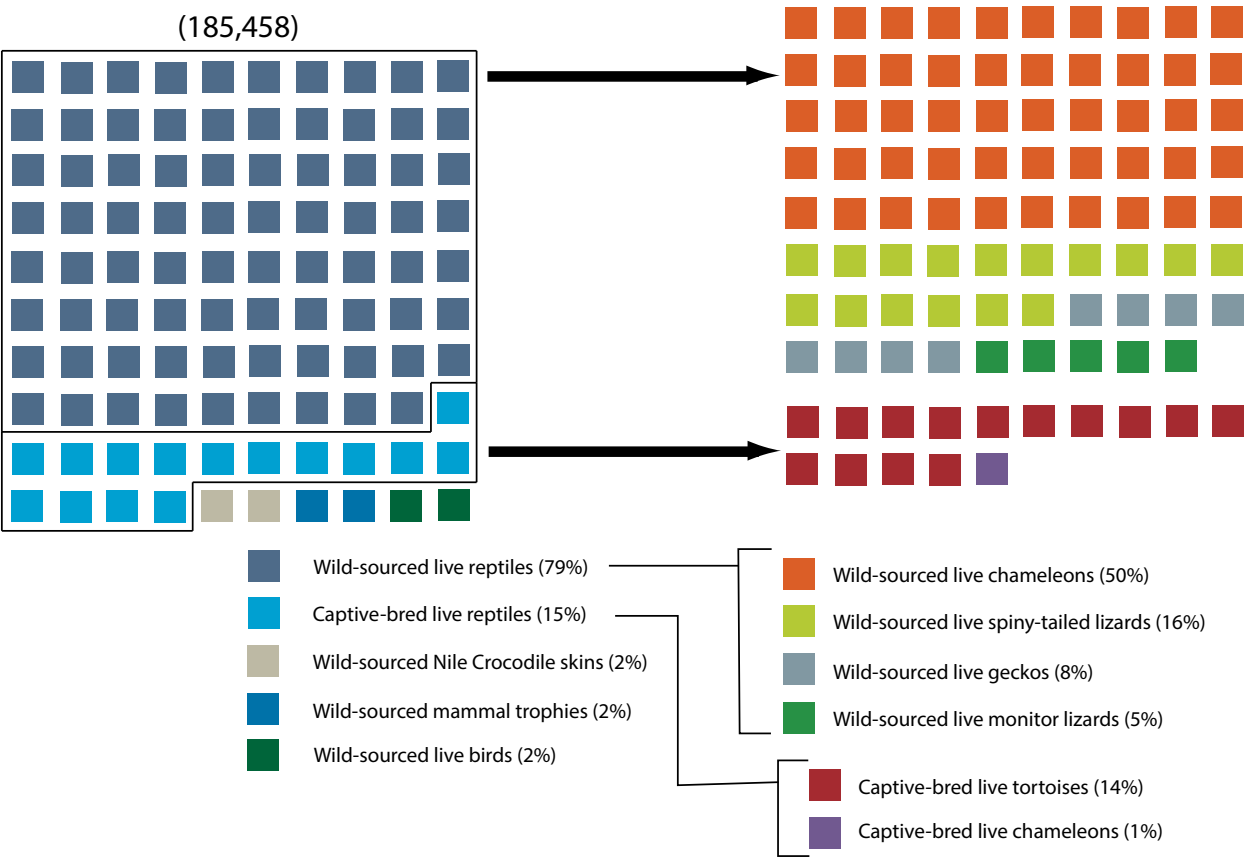 (185,458)
Wild-sourced live reptiles (79%)
Captive-bred live reptiles (15%)
Wild-sourced Nile Crocodile skins (2%)
Wild-sourced mammal trophies (2%)
Wild-sourced live birds (2%)
Wild-sourced live chameleons (50%)
Wild-sourced live spiny-tailed lizards (16%)
Wild-sourced live geckos (8%)
Wild-sourced live monitor lizards (5%)
Captive-bred live tortoises (14%)
Captive-bred live chameleons (1%)